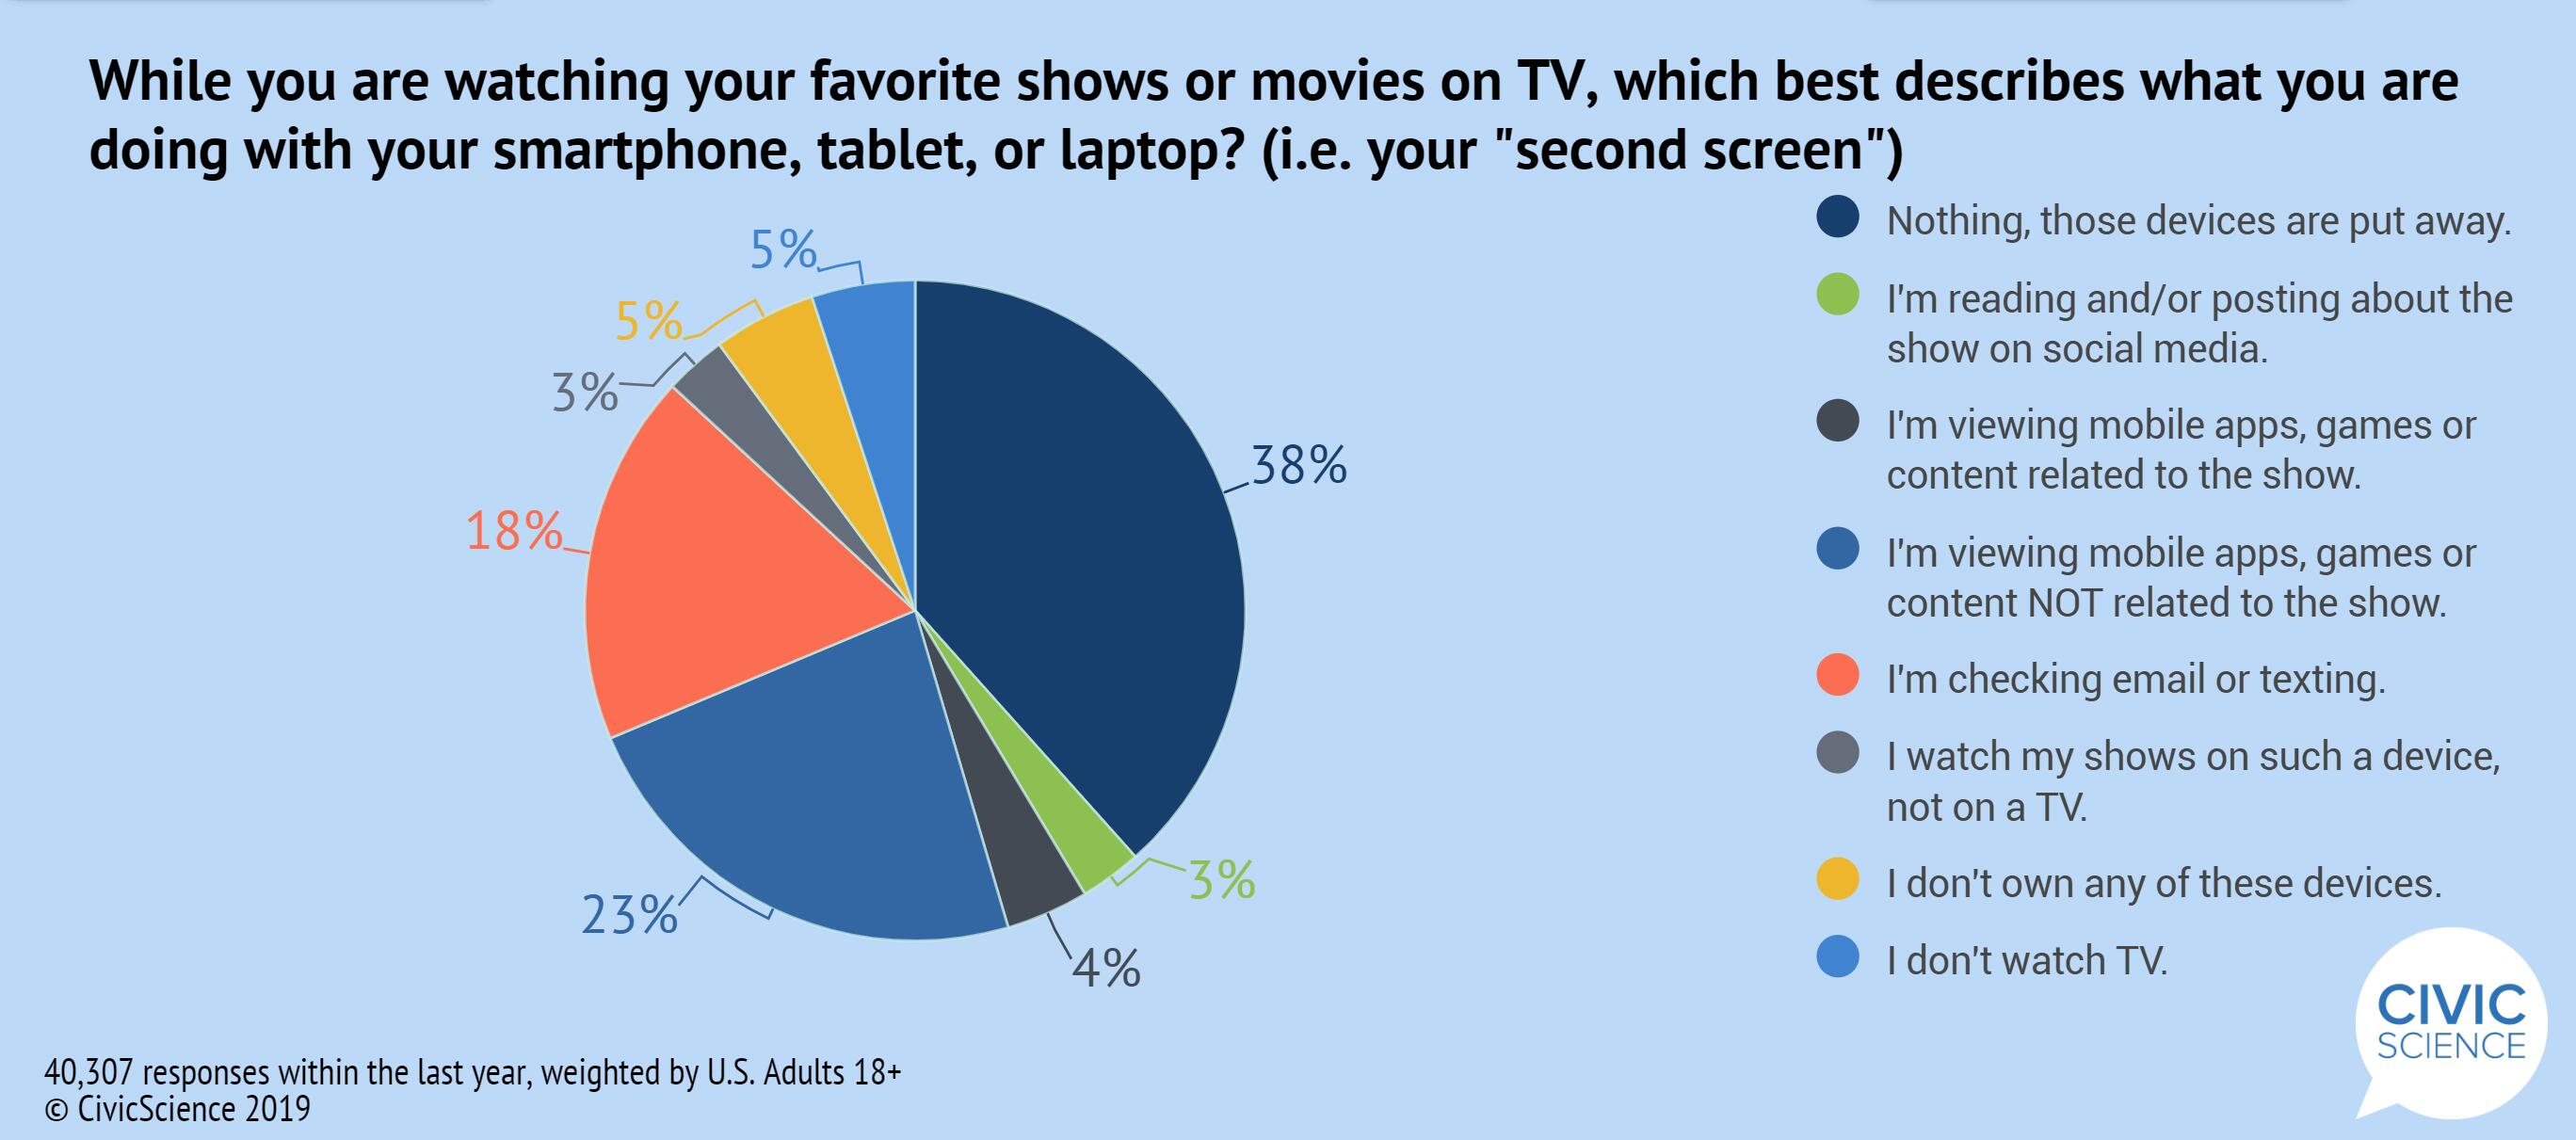 While you are watching your favorite shows or movies on TV, which best describes what you are
doing with your smartphone, tablet, or laptop? (i.e. your "second screen")
5%
5%
3%
18%
23%
4%
3%
38%
Nothing, those devices are put away.
I'm reading and/or posting about the
show on social media.
I'm viewing mobile apps, games or
content related to the show.
I'm viewing mobile apps, games or
content NOT related to the show.
I'm checking email or texting.
I watch my shows on such a device,
not on a TV.
I don't own any of these devices.
I don't watch TV.
CIVIC
SCIENCE
40,307 responses within the last year, weighted by U.S. Adults 18+
© CivicScience 2019